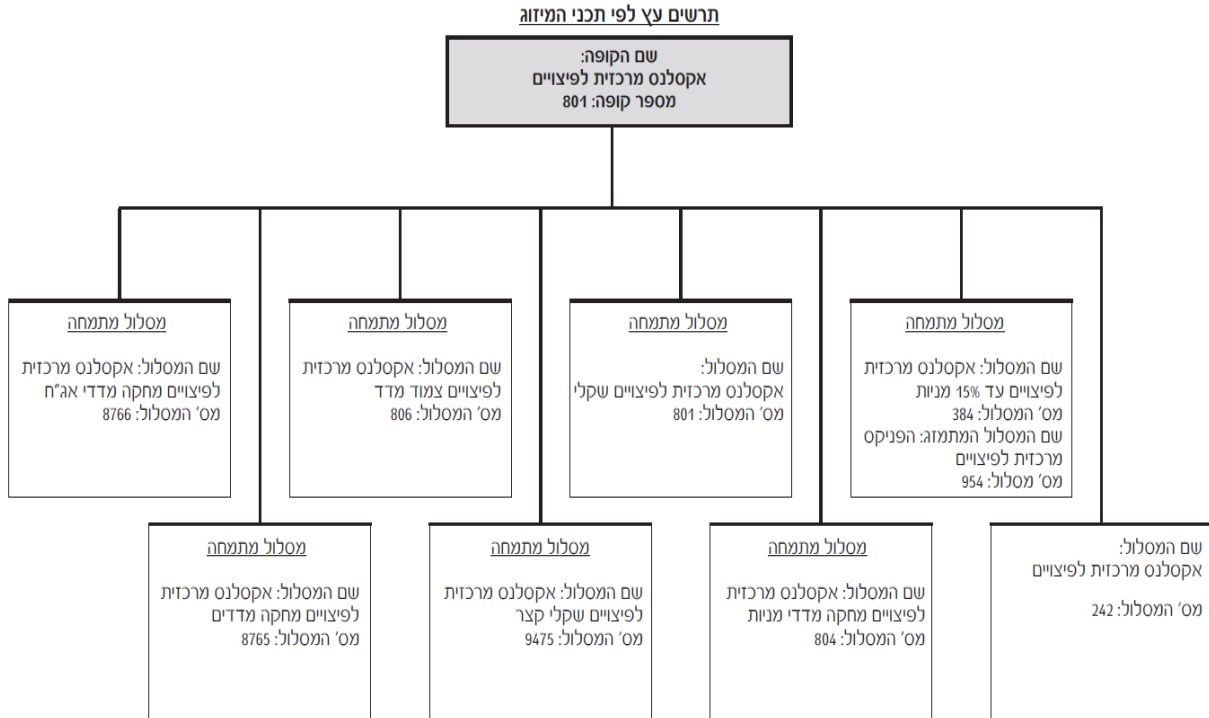 תרשים עץ לפי תכני המיזוג
שם הקופה:
אקסלנס מרכזית לפיצויים
מספר קופה: 801
מסלול מתמחה
שם המסלול: אקסלנס מרכזית
לפיצויים עד 15% מניות
מס' המסלול: 384
שם המסלול המתמזג: הפניקס
מרכזית לפיצויים
מס' מסלול: 954
מסלול מתמחה
שם המסלול:
אקסלנס מרכזית לפיצויים שקלי
מס' המסלול: 801
מסלול מתמחה
שם המסלול: אקסלנס מרכזית
לפיצויים צמוד מדד
מס' המסלול: 806
מסלול מתמחה
שם המסלול: אקסלנס מרכזית
לפיצויים מחקה מדדי אג"ח
מס' המסלול: 8766
שם המסלול:
אקסלנס מרכזית לפיצויים
מס' המסלול: 242
מסלול מתמחה
שם המסלול: אקסלנס מרכזית
לפיצויים מחקה מדדי מניות
מס' המסלול: 804
מסלול מתמחה
שם המסלול: אקסלנס מרכזית
לפיצויים שקלי קצר
מס' המסלול: 9475
מסלול מתמחה
שם המסלול: אקסלנס מרכזית
לפיצויים מחקה מדדים
מס' המסלול: 8765